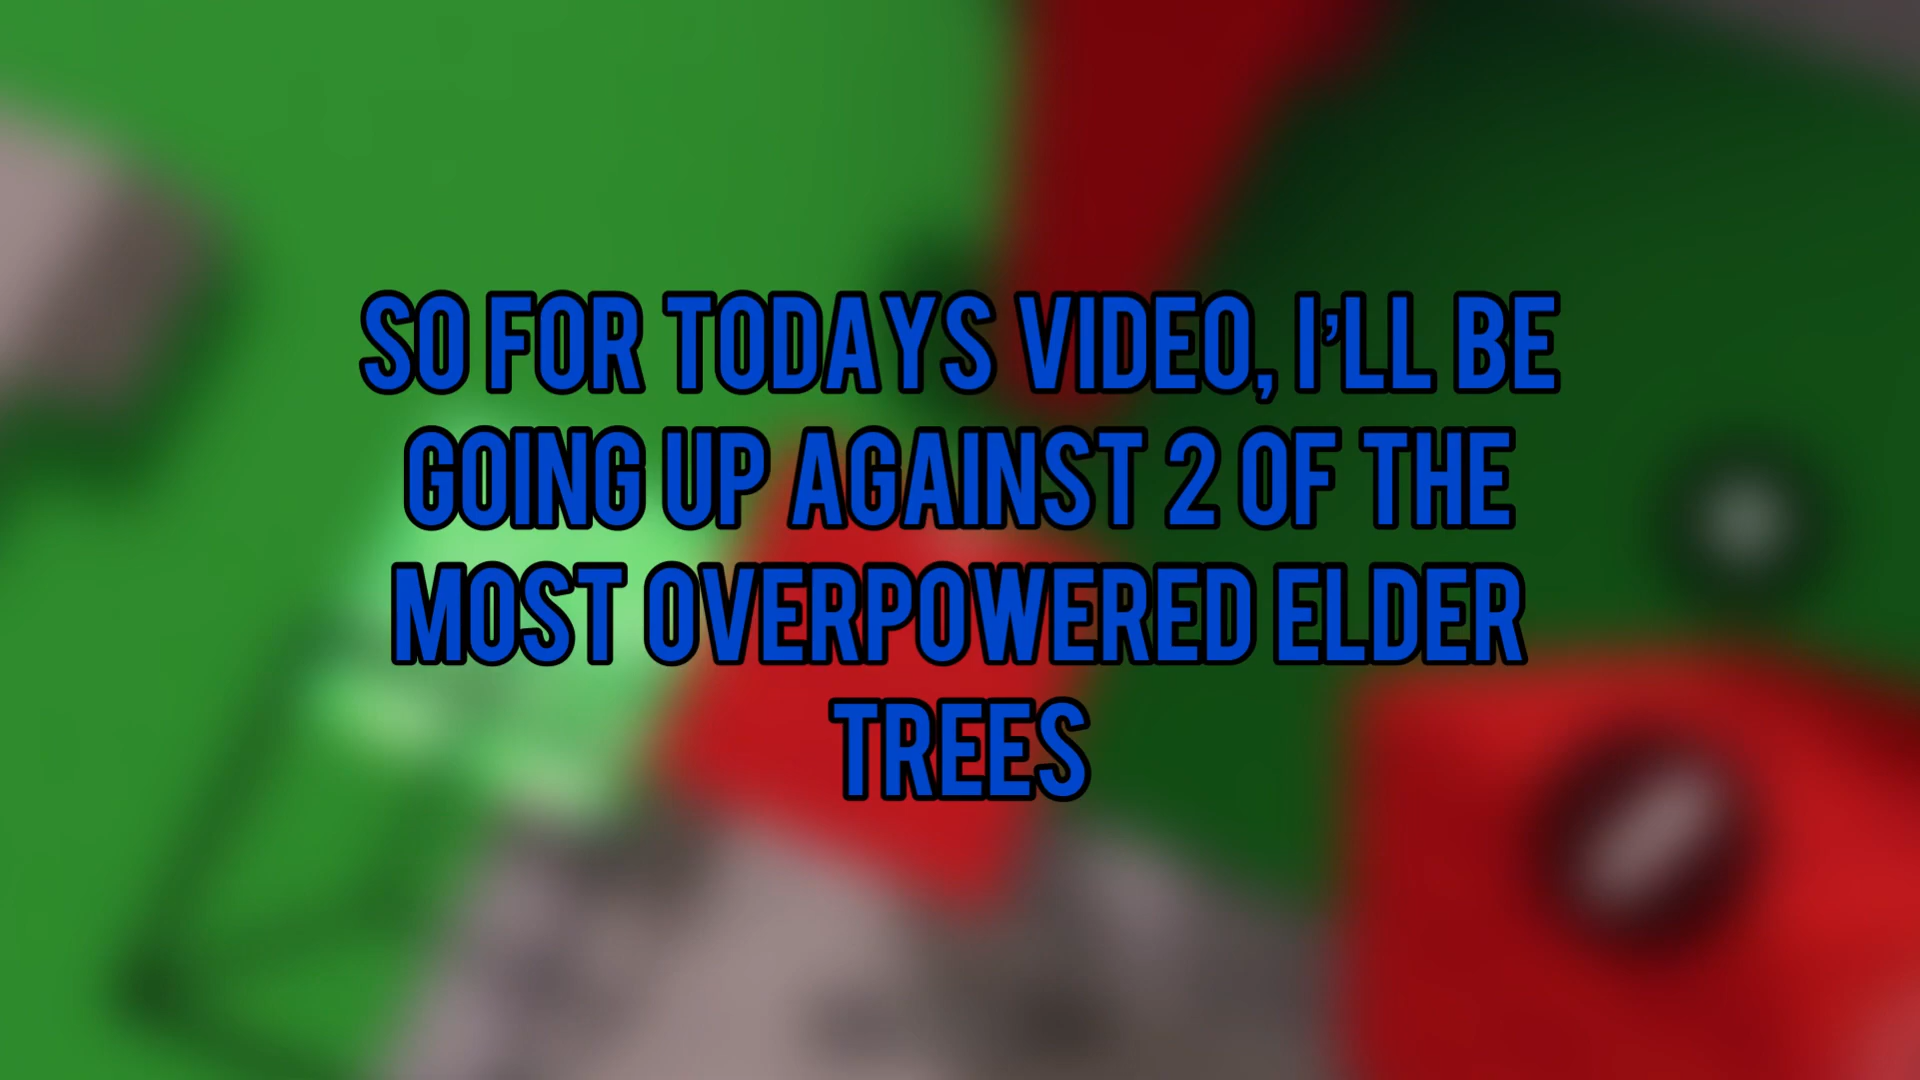 SO FOR TODAYS VIDEO, I'LL BE
GOING UP AGAINST 2 OF THE
MOST OVERPOWERED ELDER
TREES